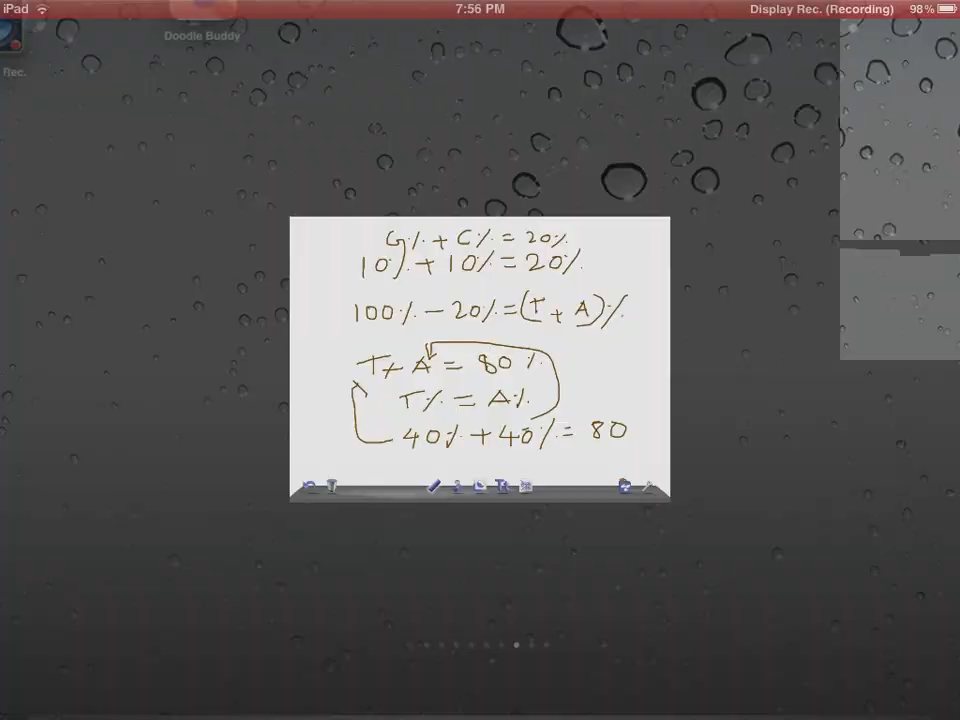 iPad 7:56 PM Display Rec. (Recording) 98%
Doodle Buddy
Rec.
G% + C% = 20%
10% + 10% = 20%
100% - 20% = (T + A)%
T + A = 80%
T% = A%
40% + 40% = 80